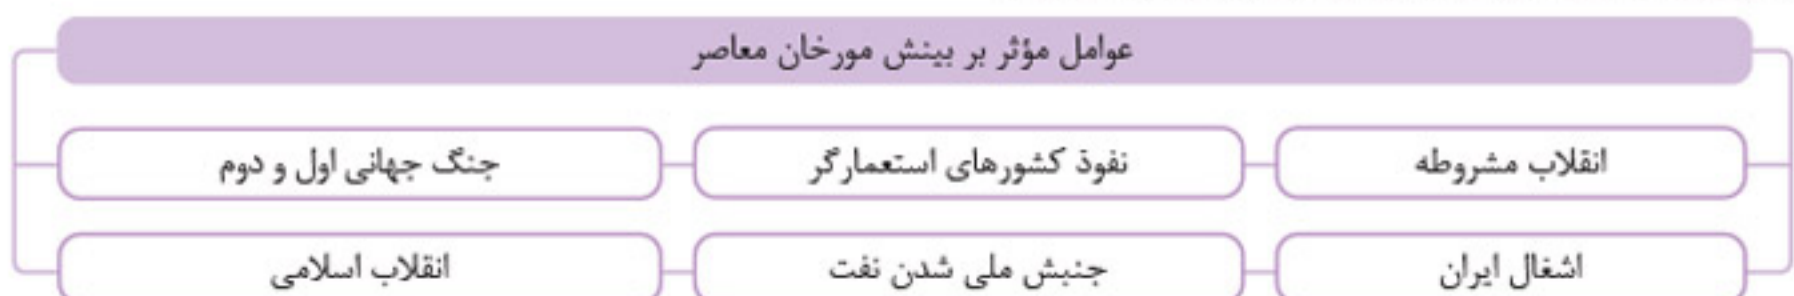 عوامل مؤثر بر بینش مورخان معاصر
انقلاب مشروطه
نفوذ کشورهای استعمارگر
جنگ جهانی اول و دوم
اشغال ایران
جنبش ملی شدن نفت
انقلاب اسلامی